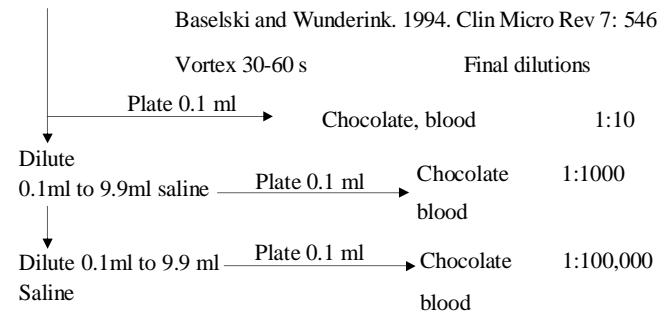 Baselski and Wunderink. 1994. Clin Micro Rev 7: 546
Vortex 30-60 s Final dilutions
Plate 0.1 ml
Chocolate, blood 1:10
Dilute
0.1ml to 9.9ml saline Plate 0.1 ml Chocolate 1:1000
blood
Dilute 0.1ml to 9.9 ml Plate 0.1 ml Chocolate 1:100,000
Saline
blood